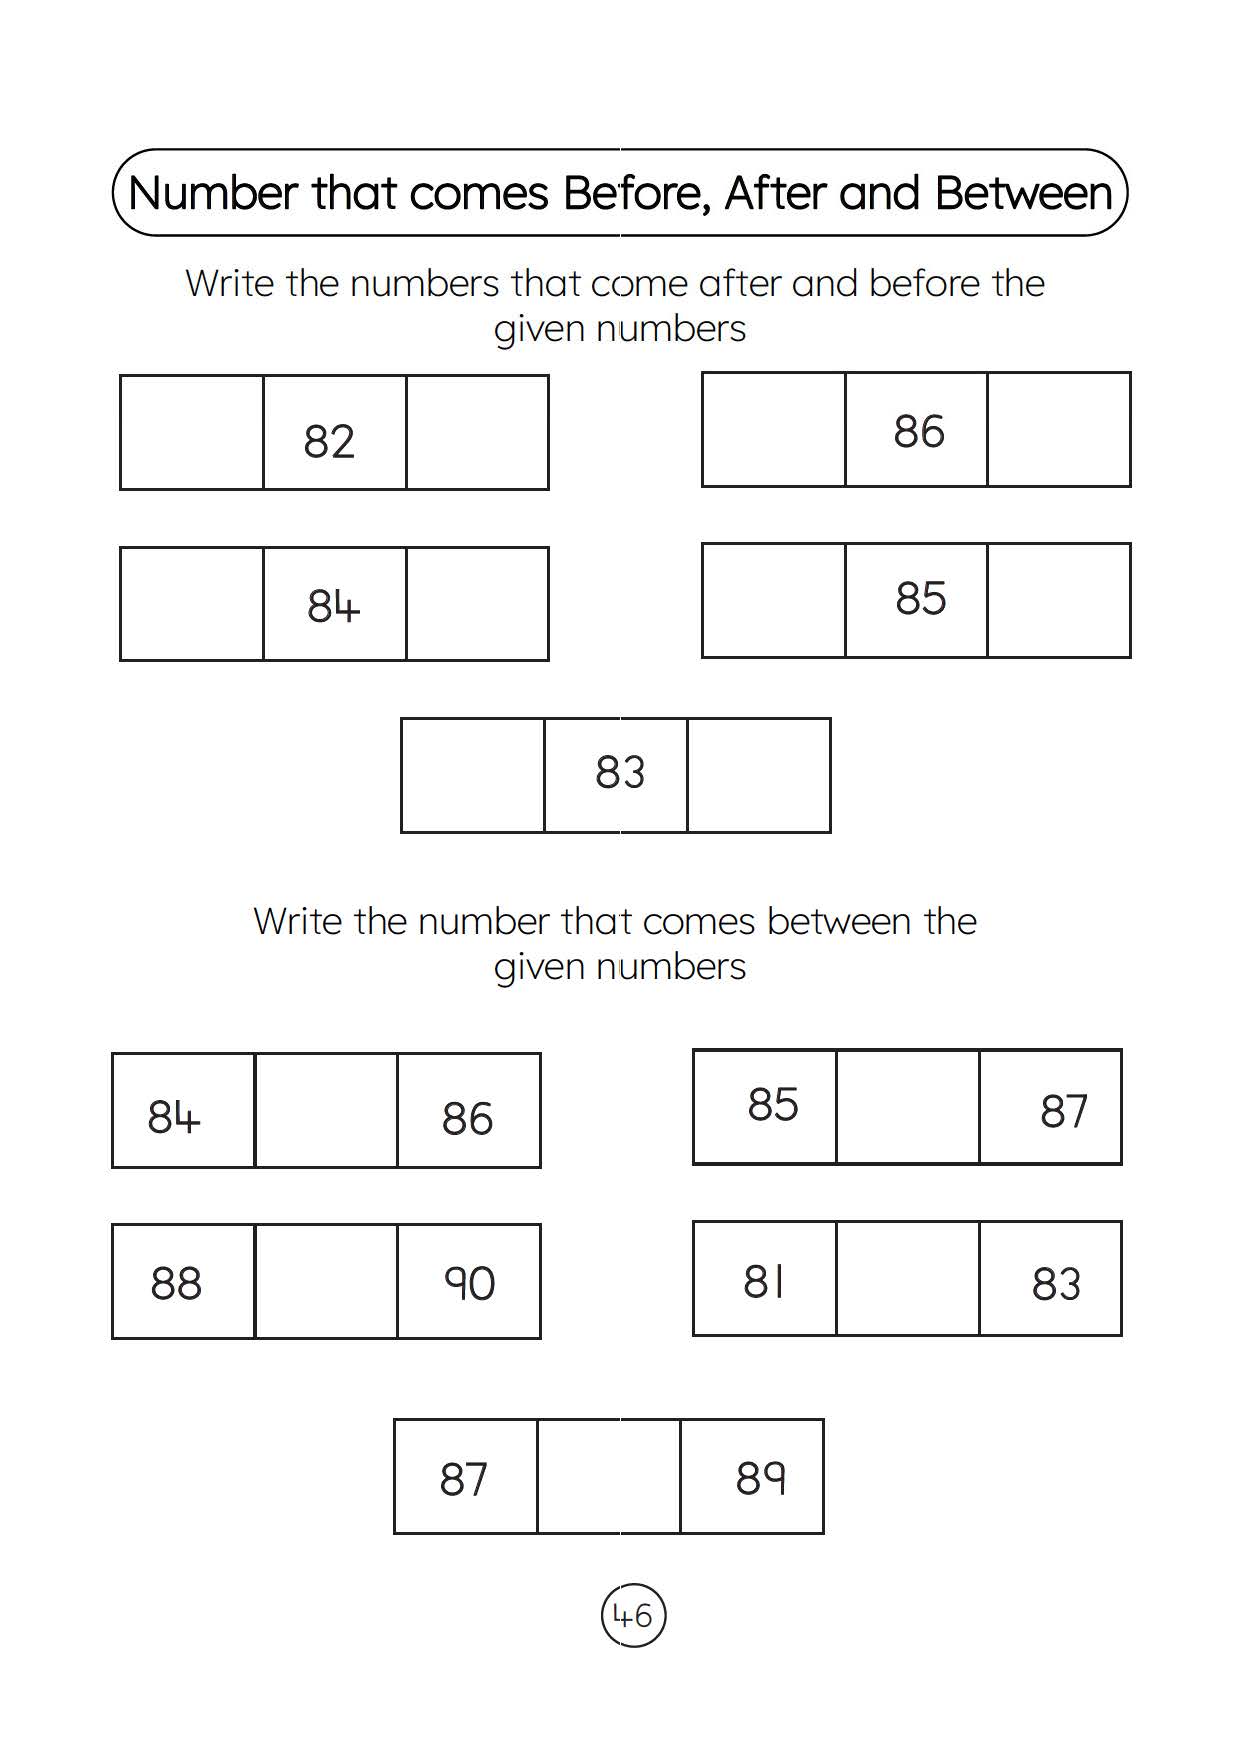 Number that comes Before, After and Between
Write the numbers that come after and before the
given numbers
82 86
84 85
83
Write the number that comes between the
given numbers
84 86 85 87
88 90 81 83
87 89
46